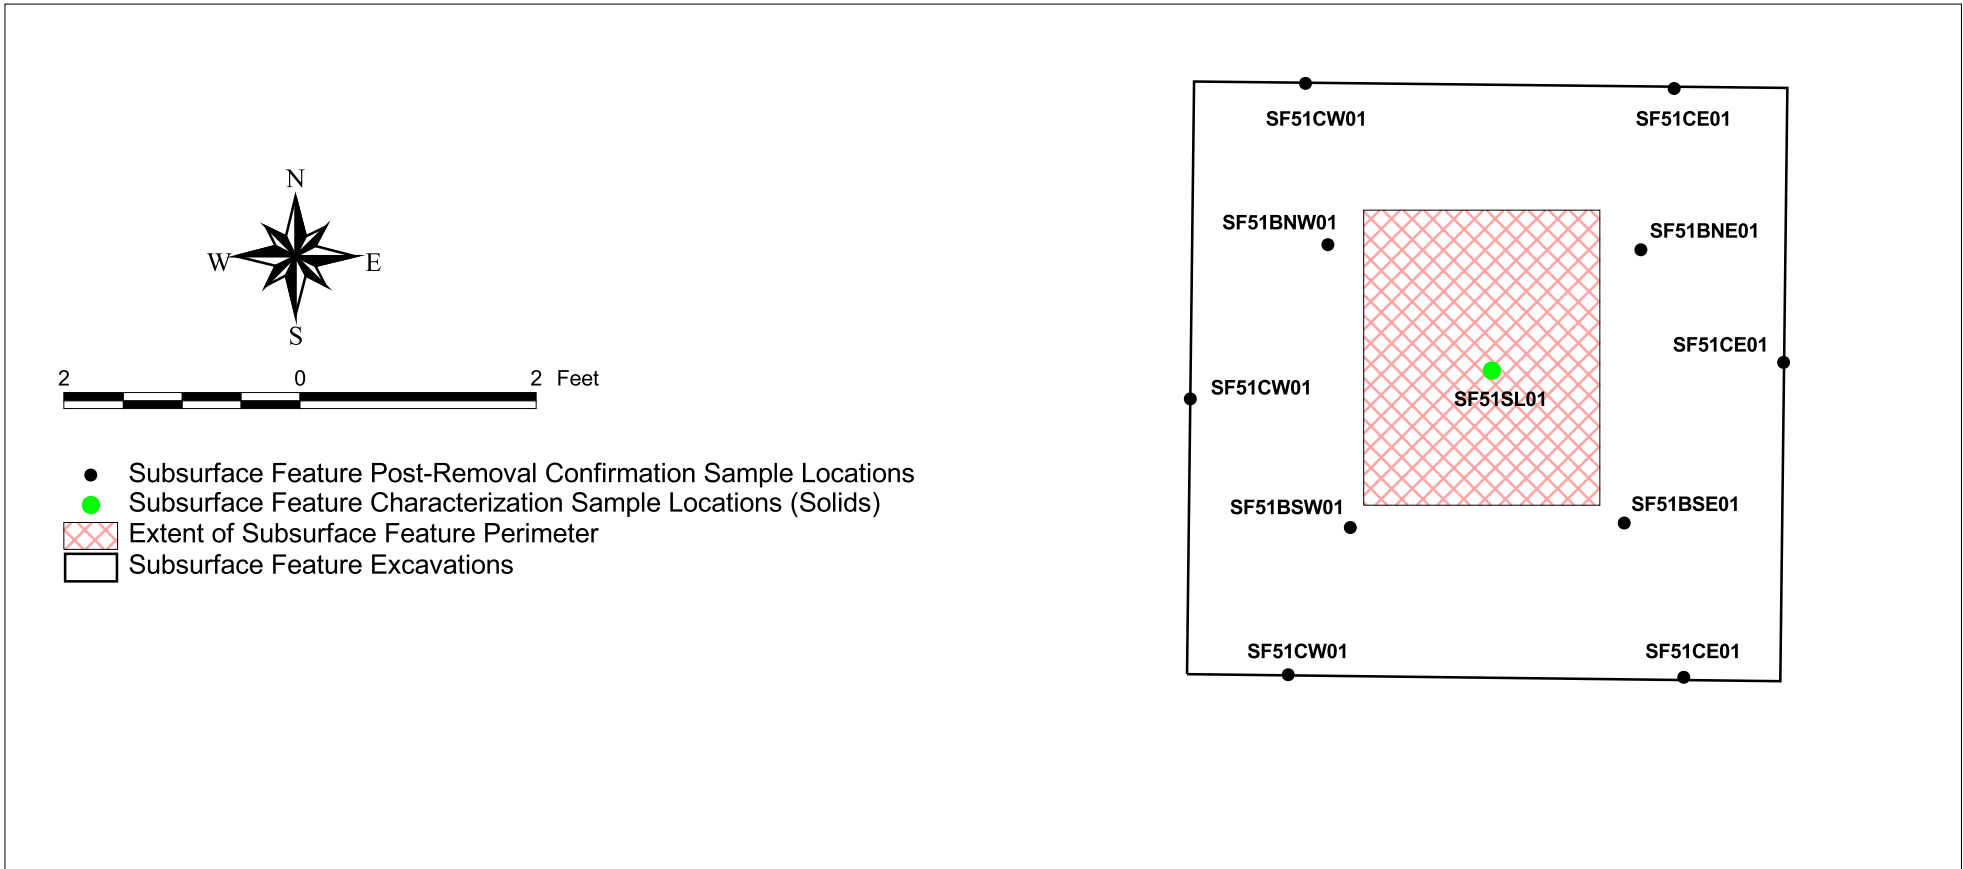 N
W E
S
2 0 2 Feet
Subsurface Feature Post-Removal Confirmation Sample Locations
Subsurface Feature Characterization Sample Locations (Solids)
Extent of Subsurface Feature Perimeter
Subsurface Feature Excavations
SF51CW01 SF51CE01
SF51BNW01 SF51BNE01
SF51CE01
SF51CW01
SF51SL01
SF51BSW01 SF51BSE01
SF51CW01 SF51CE01